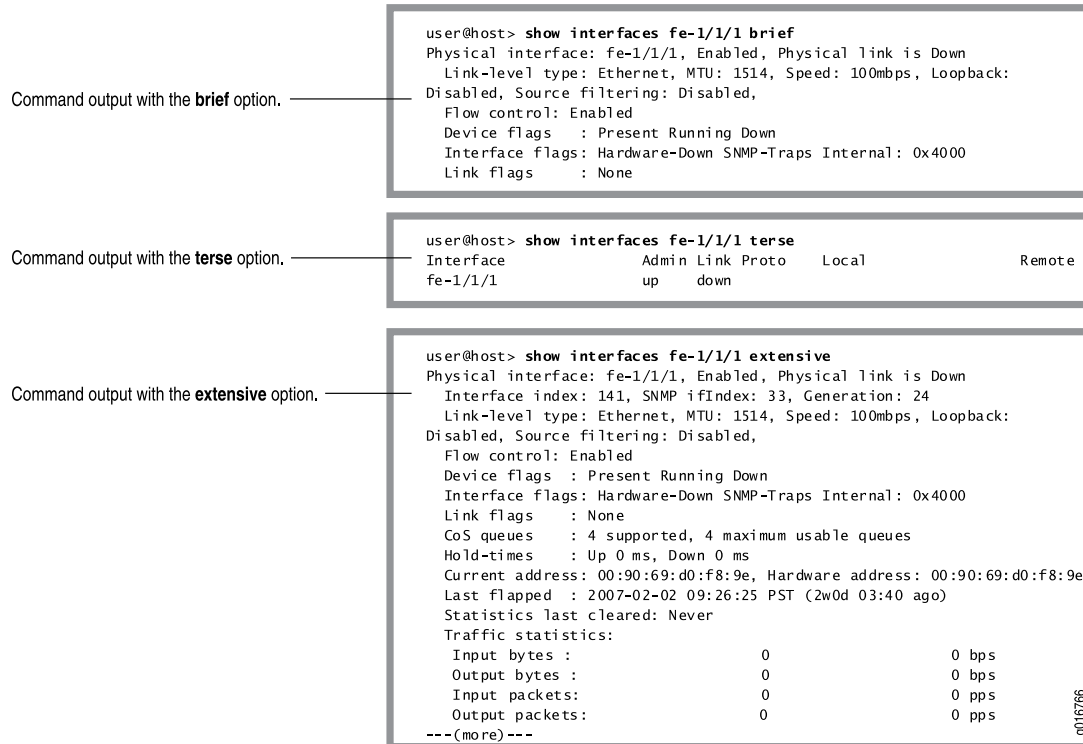 Command output with the brief option.
user@host> show interfaces fe-1/1/1 brief
Physical interface: fe-1/1/1, Enabled, Physical link is Down
Link-level type: Ethernet, MTU: 1514, Speed: 100mbps, Loopback:
Disabled, Source filtering: Disabled,
Flow control: Enabled
Device flags   : Present Running Down
Interface flags: Hardware-Down SNMP-Traps Internal: 0x4000
Link flags     : None
Command output with the terse option.
user@host> show interfaces fe-1/1/1 terse
Interface Admin Link Proto Local Remote
fe-1/1/1 up down
Command output with the extensive option.
user@host> show interfaces fe-1/1/1 extensive
Physical interface: fe-1/1/1, Enabled, Physical link is Down
Interface index: 141, SNMP ifIndex: 33, Generation: 24
Link-level type: Ethernet, MTU: 1514, Speed: 100mbps, Loopback:
Disabled, Source filtering: Disabled,
Flow control: Enabled
Device flags   : Present Running Down
Interface flags: Hardware-Down SNMP-Traps Internal: 0x4000
Link flags     : None
CoS queues     : 4 supported, 4 maximum usable queues
Hold-times     : Up 0 ms, Down 0 ms
Current address: 00:90:69:d0:f8:9e, Hardware address: 00:90:69:d0:f8:9e
Last flapped   : 2007-02-02 09:26:25 PST (2w0d 03:40 ago)
Statistics last cleared: Never
Traffic statistics:
Input bytes : 0 0 bps
Output bytes : 0 0 bps
Input packets: 0 0 pps
Output packets: 0 0 pps
---(more)---
g016766